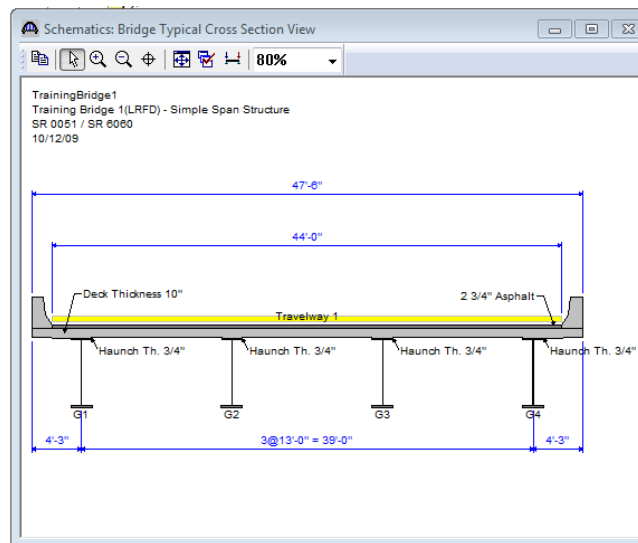 Schematics: Bridge Typical Cross Section View
80%
TrainingBridge1
Training Bridge 1(LRFD) - Simple Span Structure
SR 0051 / SR 6060
10/12/09
47'-6"
44'-0"
Deck Thickness 10"
2 3/4" Asphalt
Travelway 1
Haunch Th. 3/4"
Haunch Th. 3/4"
Haunch Th. 3/4"
Haunch Th. 3/4"
G1
G2
G3
G4
4'-3"
3@13'-0" = 39'-0"
4'-3"